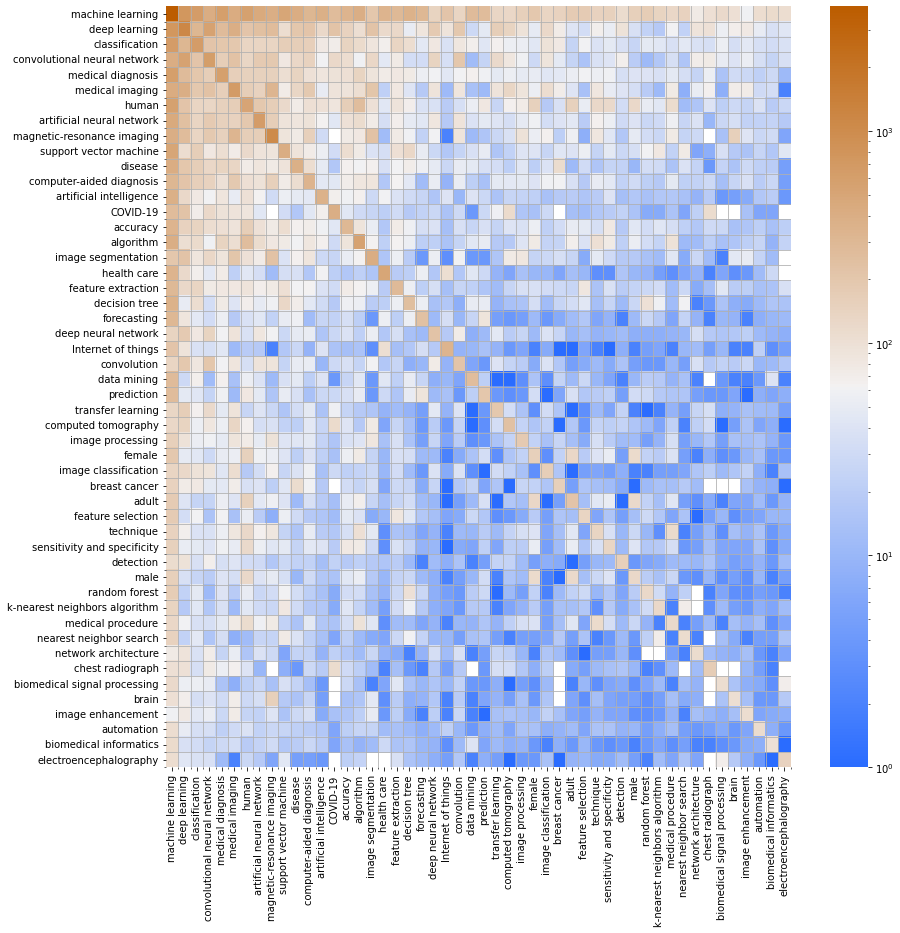 machine learning
deep learning
classification
convolutional neural network
medical diagnosis
medical imaging
human
artificial neural network
magnetic-resonance imaging
support vector machine
disease
computer-aided diagnosis
artificial intelligence
COVID-19
accuracy
algorithm
image segmentation
health care
feature extraction
decision tree
forecasting
deep neural network
Internet of things
convolution
data mining
prediction
transfer learning
computed tomography
image processing
female
image classification
breast cancer
adult
feature selection
technique
sensitivity and specificity
detection
male
random forest
k-nearest neighbors algorithm
medical procedure
nearest neighbor search
network architecture
chest radiograph
biomedical signal processing
brain
image enhancement
automation
biomedical informatics
electroencephalography
machine learning
deep learning
classification
convolutional neural network
medical diagnosis
medical imaging
human
artificial neural network
magnetic-resonance imaging
support vector machine
disease
computer-aided diagnosis
artificial intelligence
COVID-19
accuracy
algorithm
image segmentation
health care
feature extraction
decision tree
forecasting
deep neural network
Internet of things
convolution
data mining
prediction
transfer learning
computed tomography
image processing
female
image classification
breast cancer
adult
feature selection
technique
sensitivity and specificity
detection
male
random forest
k-nearest neighbors algorithm
medical procedure
nearest neighbor search
network architecture
chest radiograph
biomedical signal processing
brain
image enhancement
automation
biomedical informatics
electroencephalography
10³
10²
10¹
10⁰